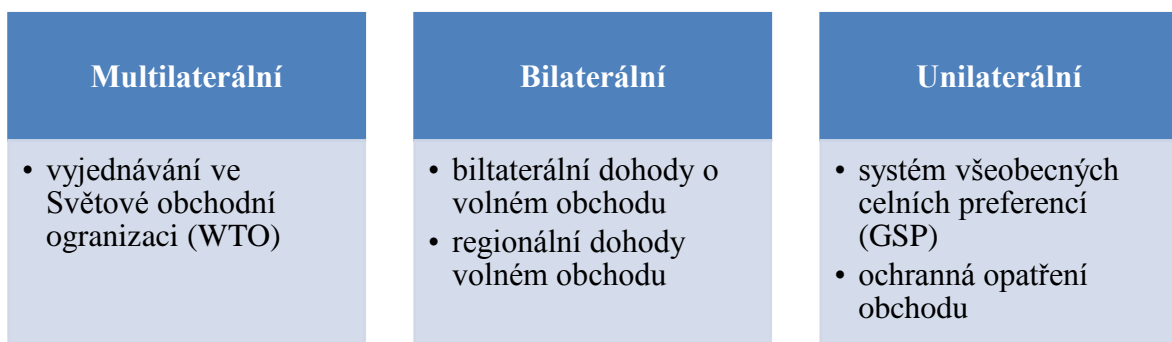 Multilaterální
• vyjednávání ve
Světové obchodní
ogranizaci (WTO)
Bilaterální
• biltaterální dohody o
volném obchodu
• regionální dohody
volném obchodu
Unilaterální
• systém všeobecných
celních preferencí
(GSP)
• ochranná opatření
obchodu